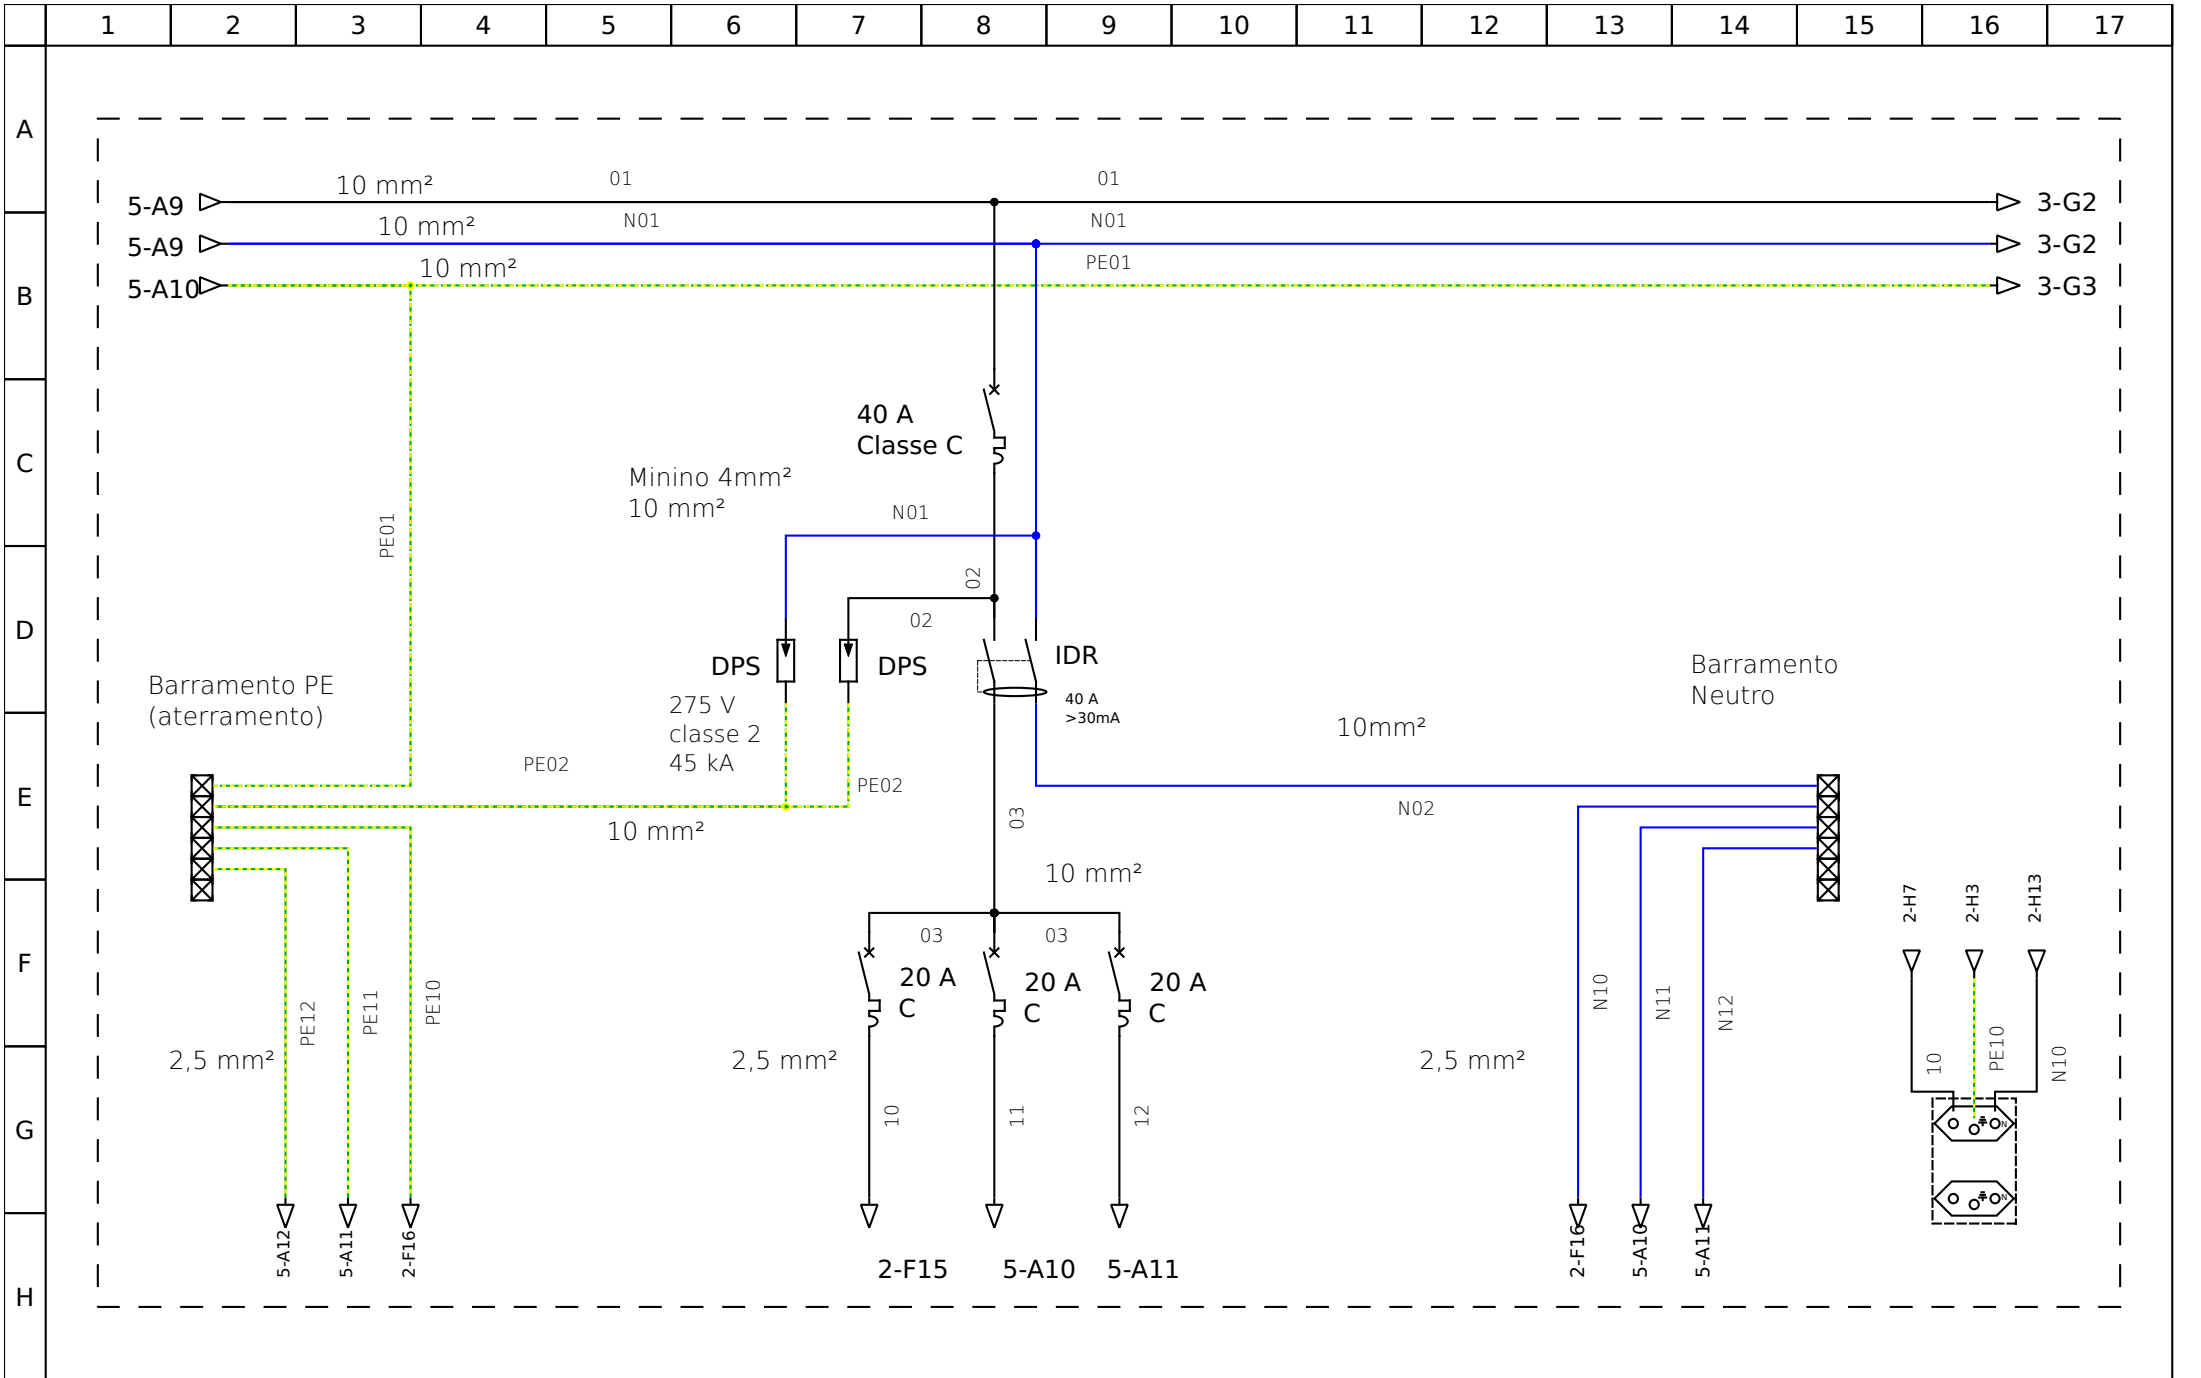 1 2 3 4 5 6 7 8 9 10 11 12 13 14 15 16 17
A
5-A9
10 mm²
01
01
3-G2
5-A9
10 mm²
N01
N01
3-G2
B
5-A10
10 mm²
PE01
3-G3
C
40 A
Classe C
Minino 4mm²
10 mm²
N01
PE01
D
02
02
DPS
DPS
IDR
40 A
>30mA
275 V
classe 2
45 kA
Barramento PE
(aterramento)
Barramento
Neutro
10mm²
E
PE02
PE02
10 mm²
03
N02
10 mm²
F
03
03
20 A
C
20 A
C
20 A
C
PE12
PE11
PE10
N10
N11
N12
2-H7
2-H3
2-H13
2,5 mm²
2,5 mm²
2,5 mm²
10
PE10
N10
G
10
11
12
N
N
H
5-A12
5-A11
2-F16
2-F15
5-A10
5-A11
2-F16
5-A10
5-A11